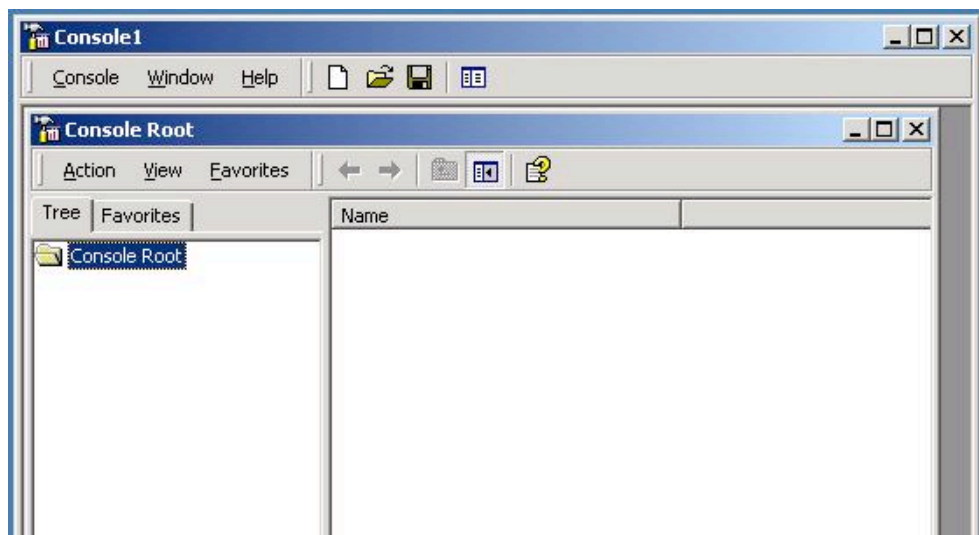 Console1
Console Window Help
Console Root
Action View Favorites
Tree Favorites
Name
Console Root